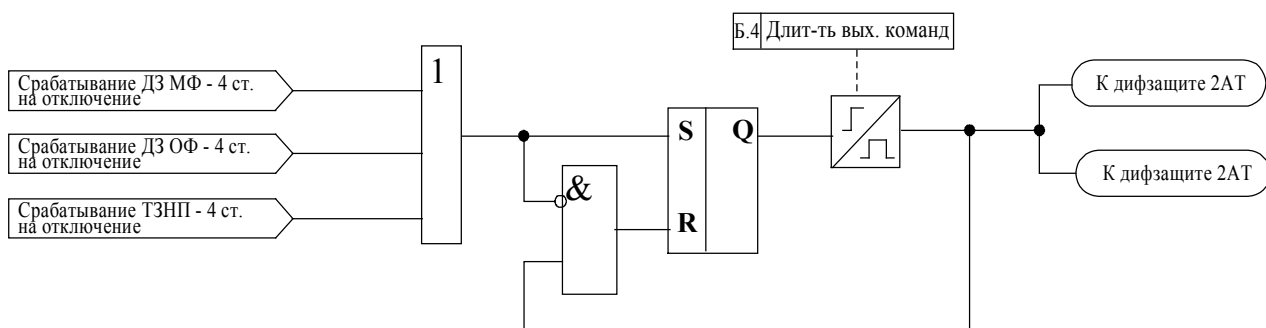 Б.4 Длит-ть вых. команд
1
Срабатывание ДЗ МФ - 4 ст.
на отключение
К дифзащите 2АТ
S
Q
Срабатывание ДЗ ОФ - 4 ст.
на отключение
К дифзащите 2АТ
&
Срабатывание ТЗНП - 4 ст.
на отключение
R